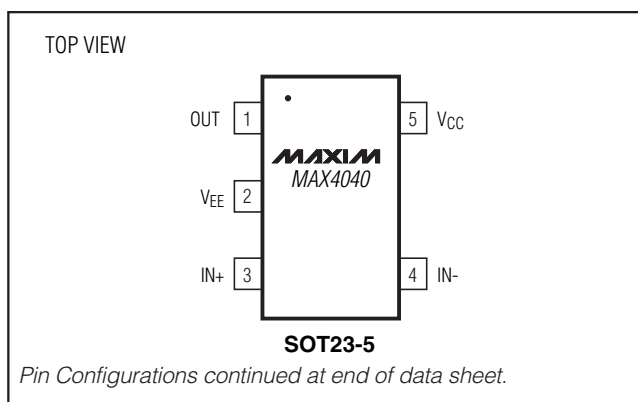 TOP VIEW
OUT 1
5 VCC
MAXIM
MAX4040
VEE 2
IN+ 3
4 IN-
SOT23-5
Pin Configurations continued at end of data sheet.